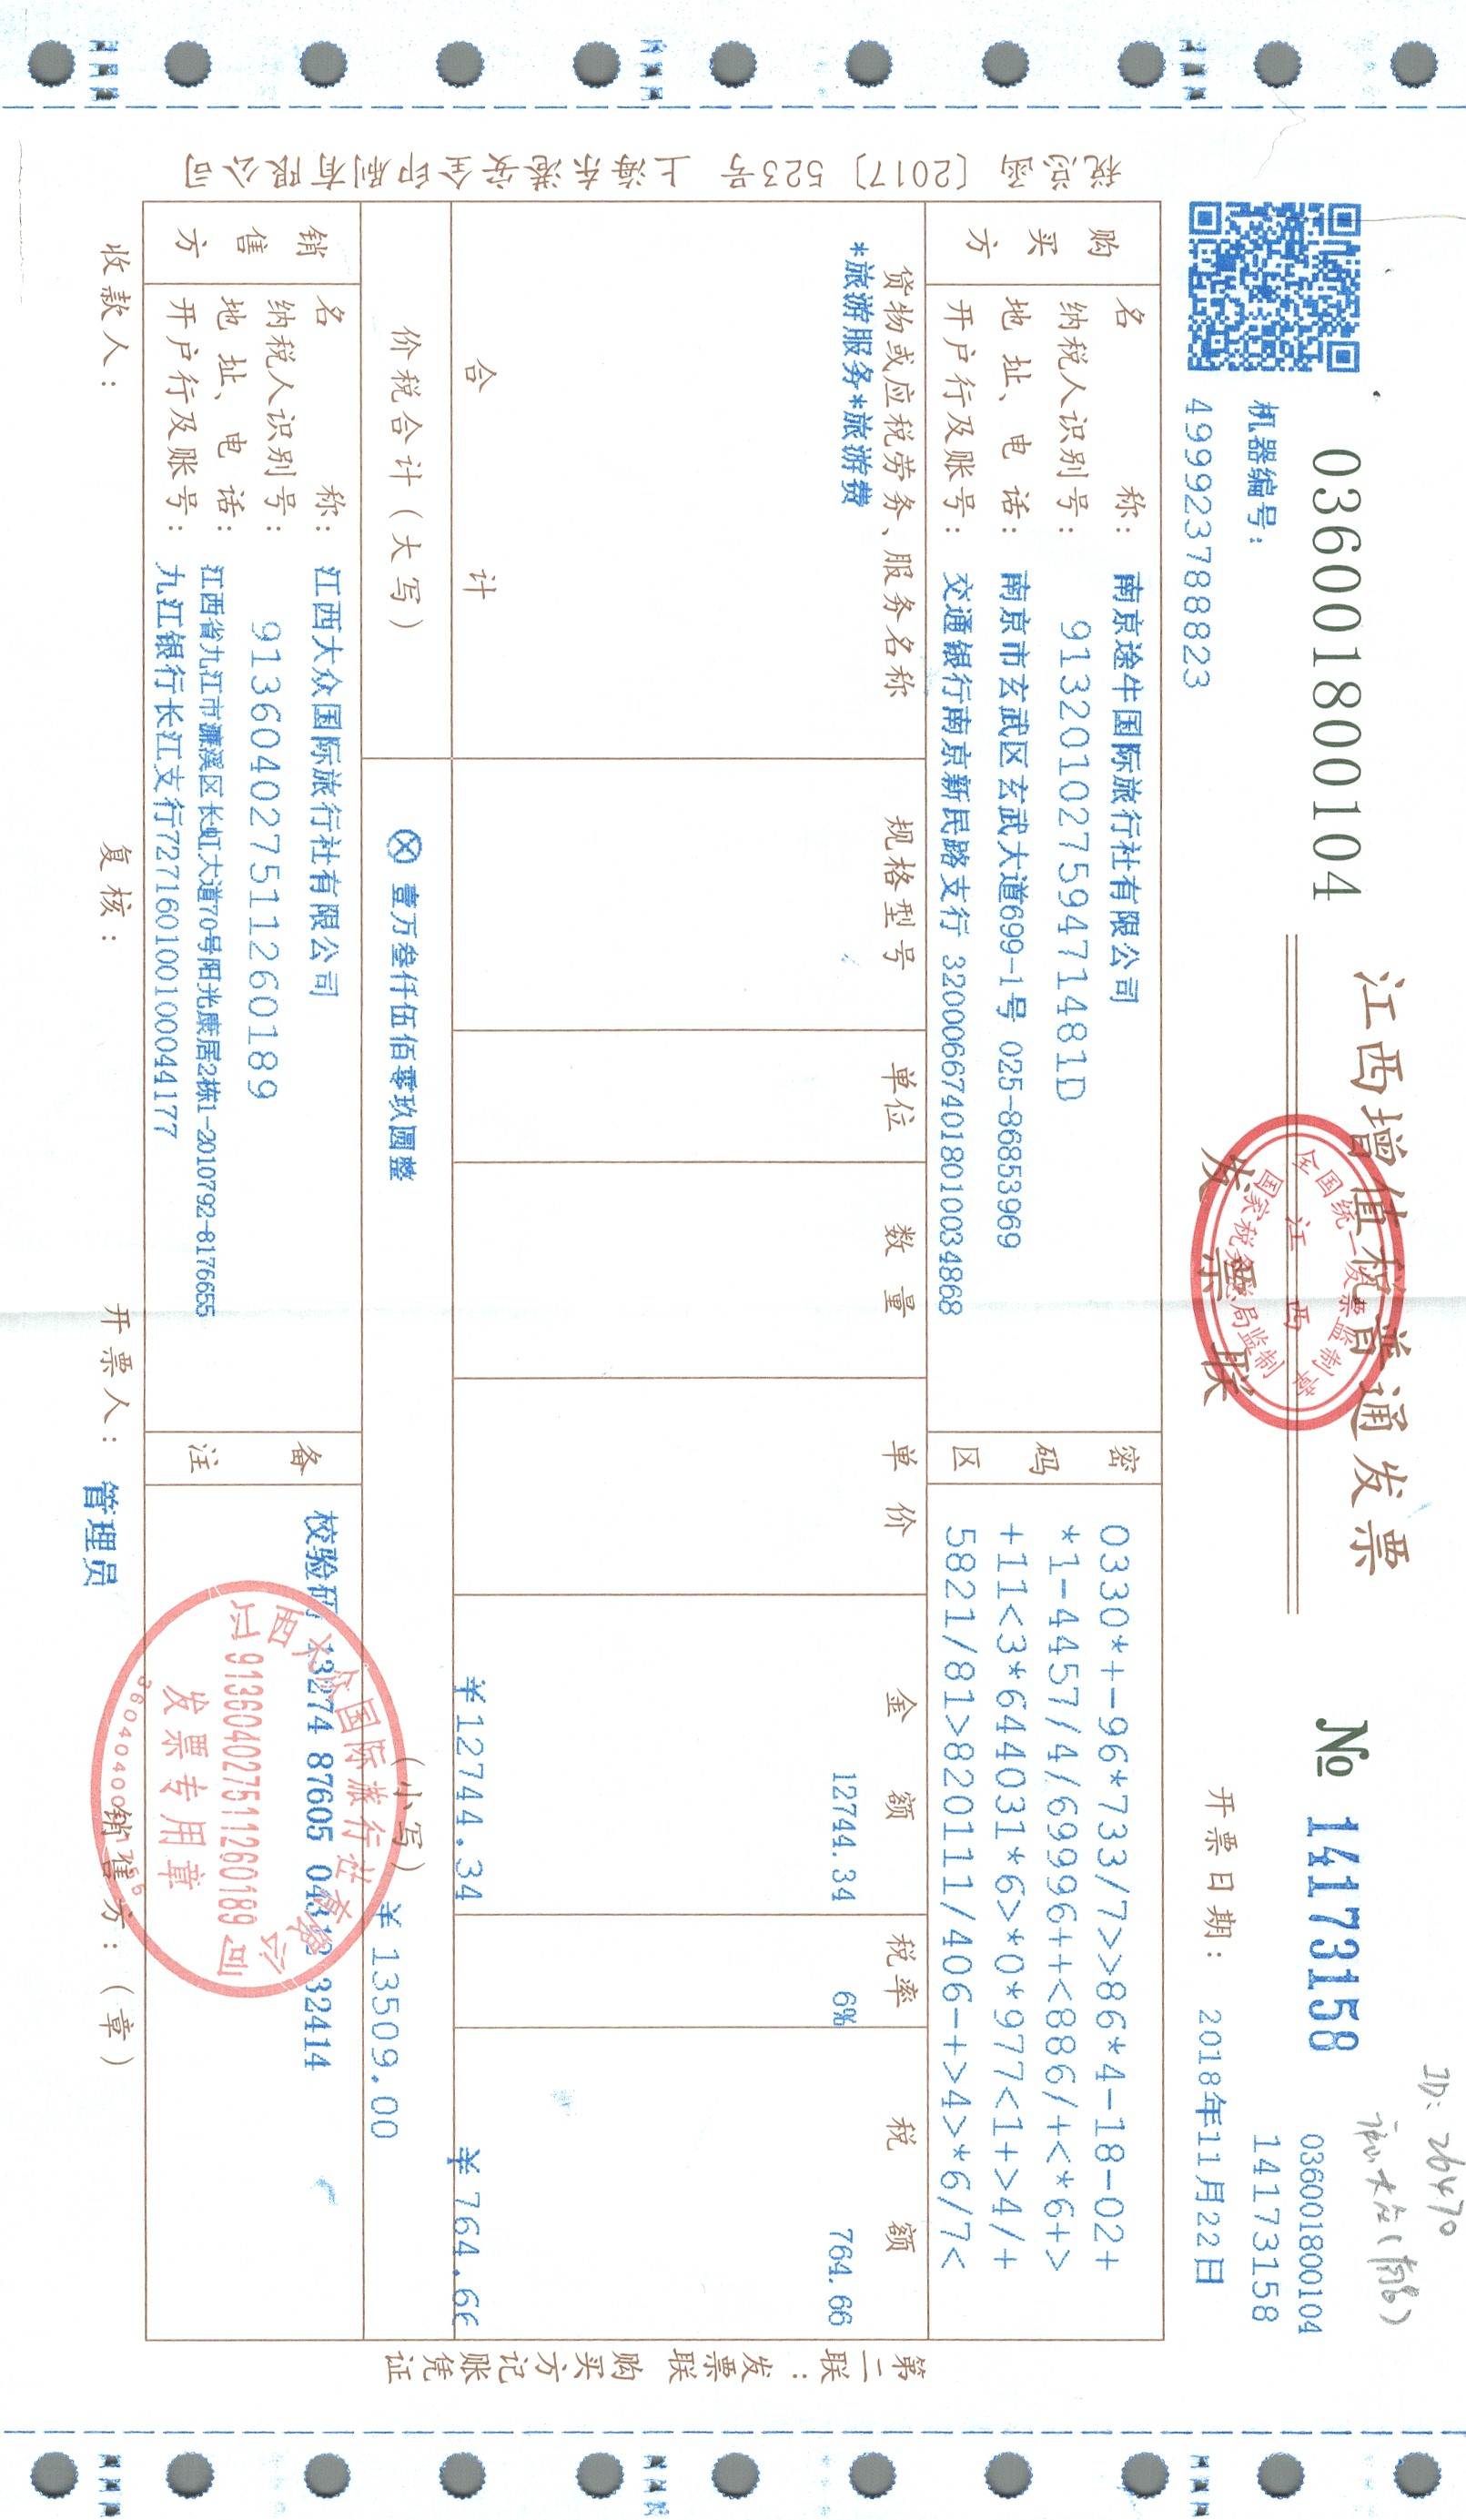 ID: 26470
江西增值税普通发票
036001800104
№ 14173158
036001800104
14173158
全国统一发票监制章
江 西
国家税务总局监制
发票联
机器编号:
499923788823
开票日期: 2018年11月22日
购买方
名 称: 南京途牛国际旅行社有限公司
纳税人识别号: 91320102759471481D
地 址、电 话: 南京市玄武区玄武大道699-1号 025-86853969
开户行及账号: 交通银行南京新民路支行 320006674018010034868
密码区
0330*+-96*733/7>>86*4-18-02+
*1-4457/4/69996++<886/+<*6+>
+11<3*644031*6>*0*977<1+>4/+
5821/81>820111/406-+>4>*6/7<
货物或应税劳务、服务名称 规格型号 单位 数 量 单 价 金 额 税率 税 额
*旅游服务*旅游费 12744.34 6% 764.66
合 计 ¥12744.34 ¥764.66
价税合计(大写) ⊗ 壹万叁仟伍佰零玖圆整 (小写) ¥13509.00
销售方
名 称: 江西大众国际旅行社有限公司
纳税人识别号: 913604027511260189
地 址、电 话: 江西省九江市濂溪区长虹大道70号阳光康居2栋1-2010792-8176655
开户行及账号: 九江银行长江支行727160100100044177
备注
校验码 13274 87605 04312 32414
江西大众国际旅行社有限公司
913604027511260189
发票专用章
收款人: 复核: 开票人: 管理员 销售方:(章)
税总函〔2017〕523号 上海东港安全印刷有限公司
第二联:发票联 购买方记账凭证